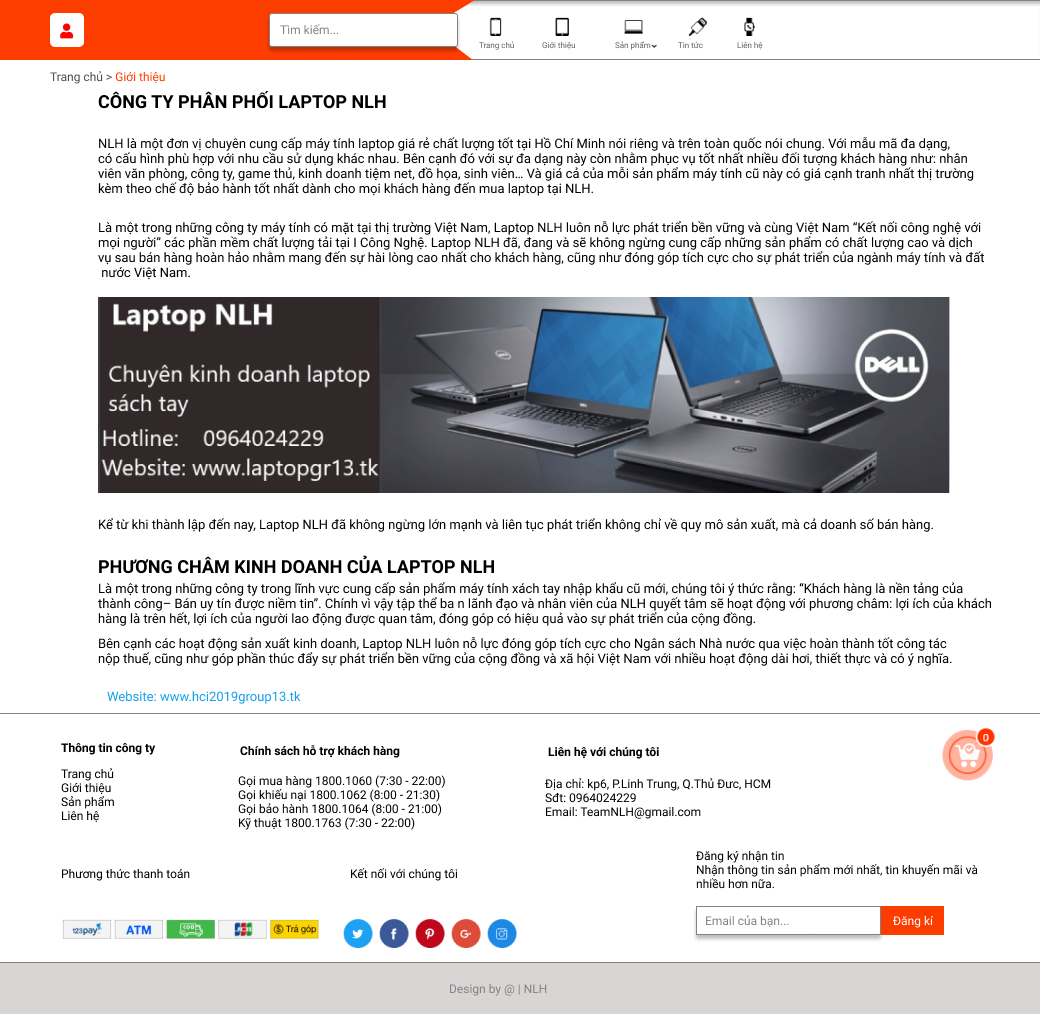 Tìm kiếm...
Trang chủ
Giới thiệu
Sản phẩm
Tin tức
Liên hệ
Trang chủ > Giới thiệu
CÔNG TY PHÂN PHỐI LAPTOP NLH
NLH là một đơn vị chuyên cung cấp máy tính laptop giá rẻ chất lượng tốt tại Hồ Chí Minh nói riêng và trên toàn quốc nói chung. Với mẫu mã đa dạng,
có cấu hình phù hợp với nhu cầu sử dụng khác nhau. Bên cạnh đó với sự đa dạng này còn nhằm phục vụ tốt nhất nhiều đối tượng khách hàng như: nhân
viên văn phòng, công ty, game thủ, kinh doanh tiệm net, đồ họa, sinh viên... Và giá cả của mỗi sản phẩm máy tính cũ này có giá cạnh tranh nhất thị trường
kèm theo chế độ bảo hành tốt nhất dành cho mọi khách hàng đến mua laptop tại NLH.
Là một trong những công ty máy tính có mặt tại thị trường Việt Nam, Laptop NLH luôn nỗ lực phát triển bền vững và cùng Việt Nam “Kết nối công nghệ với
mọi người” các phần mềm chất lượng tải tại I Công Nghệ. Laptop NLH đã, đang và sẽ không ngừng cung cấp những sản phẩm có chất lượng cao và dịch
vụ sau bán hàng hoàn hảo nhằm mang đến sự hài lòng cao nhất cho khách hàng, cũng như đóng góp tích cực cho sự phát triển của ngành máy tính và đất
nước Việt Nam.
Laptop NLH
Chuyên kinh doanh laptop
sách tay
Hotline: 0964024229
Website: www.laptopgr13.tk
DELL
Kể từ khi thành lập đến nay, Laptop NLH đã không ngừng lớn mạnh và liên tục phát triển không chỉ về quy mô sản xuất, mà cả doanh số bán hàng.
PHƯƠNG CHÂM KINH DOANH CỦA LAPTOP NLH
Là một trong những công ty trong lĩnh vực cung cấp sản phẩm máy tính xách tay nhập khẩu cũ mới, chúng tôi ý thức rằng: “Khách hàng là nền tảng của
thành công– Bán uy tín được niềm tin”. Chính vì vậy tập thể ba n lãnh đạo và nhân viên của NLH quyết tâm sẽ hoạt động với phương châm: lợi ích của khách
hàng là trên hết, lợi ích của người lao động được quan tâm, đóng góp có hiệu quả vào sự phát triển của cộng đồng.
Bên cạnh các hoạt động sản xuất kinh doanh, Laptop NLH luôn nỗ lực đóng góp tích cực cho Ngân sách Nhà nước qua việc hoàn thành tốt công tác
nộp thuế, cũng như góp phần thúc đẩy sự phát triển bền vững của cộng đồng và xã hội Việt Nam với nhiều hoạt động dài hơi, thiết thực và có ý nghĩa.
Website: www.hci2019group13.tk
Thông tin công ty
Trang chủ
Giới thiệu
Sản phẩm
Liên hệ
Chính sách hỗ trợ khách hàng
Gọi mua hàng 1800.1060 (7:30 - 22:00)
Gọi khiếu nại 1800.1062 (8:00 - 21:30)
Gọi bảo hành 1800.1064 (8:00 - 21:00)
Kỹ thuật 1800.1763 (7:30 - 22:00)
Liên hệ với chúng tôi
Địa chỉ: kp6, P.Linh Trung, Q.Thủ Đưc, HCM
Sđt: 0964024229
Email: TeamNLH@gmail.com
0
Phương thức thanh toán
Kết nối với chúng tôi
Đăng ký nhận tin
Nhận thông tin sản phẩm mới nhất, tin khuyến mãi và
nhiều hơn nữa.
123pay
ATM
COD
JCB
Trả góp
Email của bạn...
Đăng kí
Design by @ | NLH